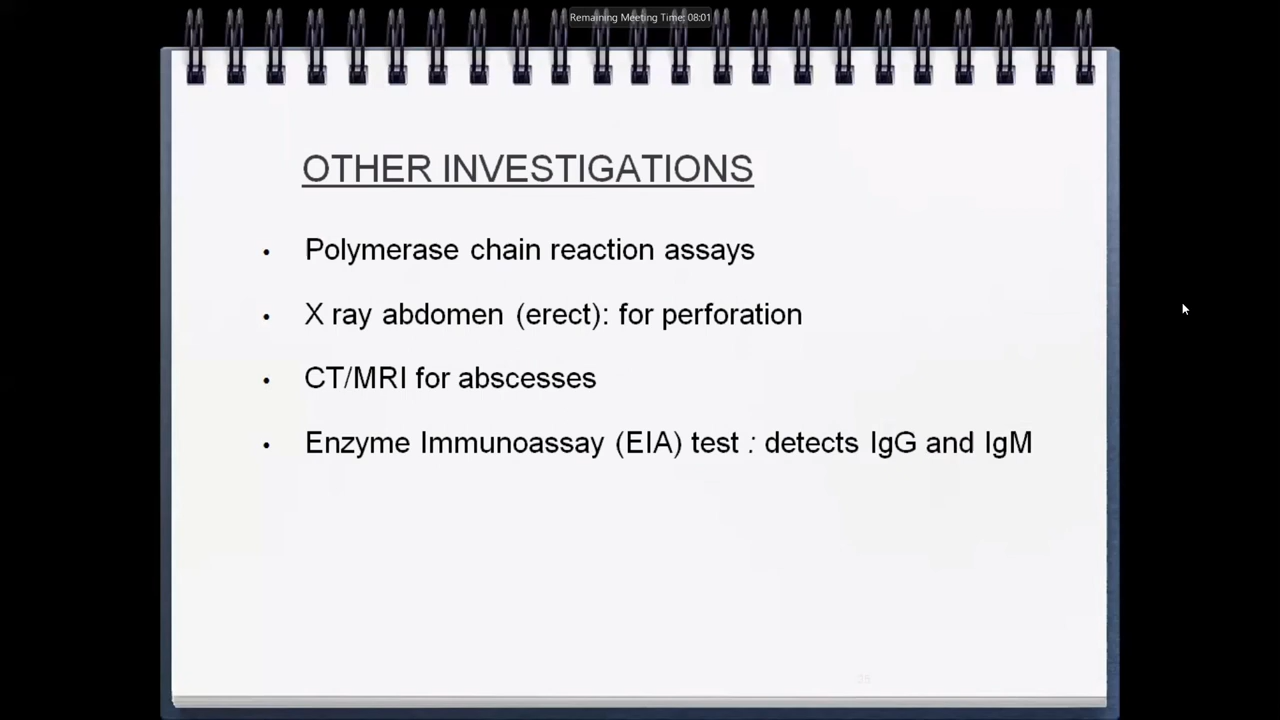 Remaining Meeting Time: 08:01
OTHER INVESTIGATIONS
• Polymerase chain reaction assays
• X ray abdomen (erect): for perforation
• CT/MRI for abscesses
• Enzyme Immunoassay (EIA) test : detects IgG and IgM